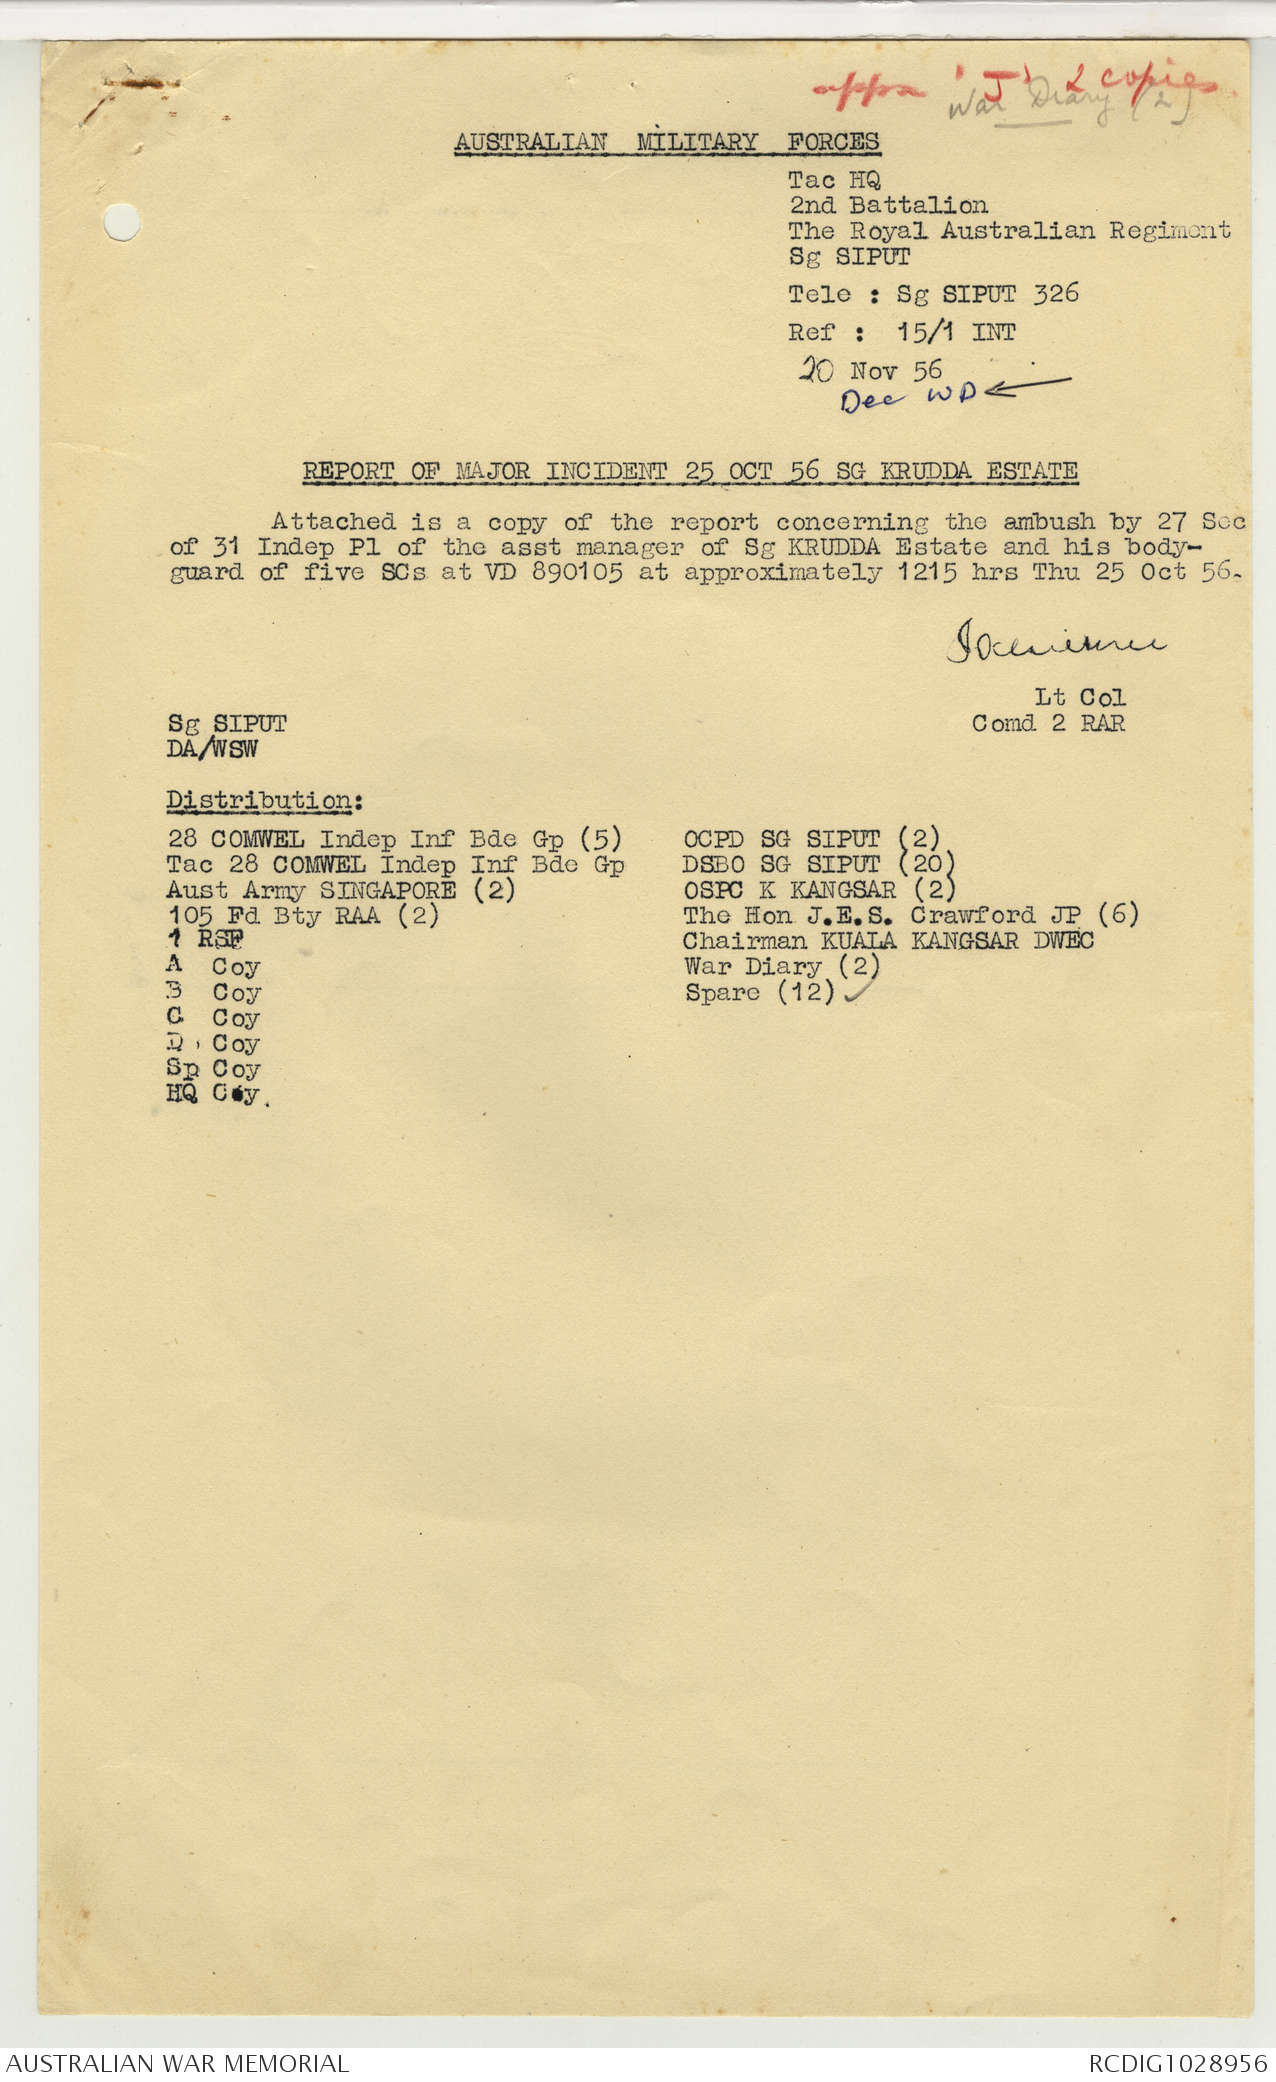 appx 'J' 2 copies
War Diary (2)
AUSTRALIAN MILITARY FORCES
Tac HQ
2nd Battalion
The Royal Australian Regiment
Sg SIPUT
Tele : Sg SIPUT 326
Ref : 15/1 INT
20 Nov 56
Dec WD
REPORT OF MAJOR INCIDENT 25 OCT 56 SG KRUDDA ESTATE
Attached is a copy of the report concerning the ambush by 27 Sec
of 31 Indep Pl of the asst manager of Sg KRUDDA Estate and his body-
guard of five SCs at VD 890105 at approximately 1215 hrs Thu 25 Oct 56.
Lt Col
Comd 2 RAR
Sg SIPUT
DA/WSW
Distribution:
28 COMWEL Indep Inf Bde Gp (5)
Tac 28 COMWEL Indep Inf Bde Gp
Aust Army SINGAPORE (2)
105 Fd Bty RAA (2)
1 RSF
A Coy
B Coy
C Coy
D Coy
Sp Coy
HQ Coy.
OCPD SG SIPUT (2)
DSBO SG SIPUT (20)
OSPC K KANGSAR (2)
The Hon J.E.S. Crawford JP (6)
Chairman KUALA KANGSAR DWEC
War Diary (2)
Spare (12)
AUSTRALIAN WAR MEMORIAL
RCDIG1028956